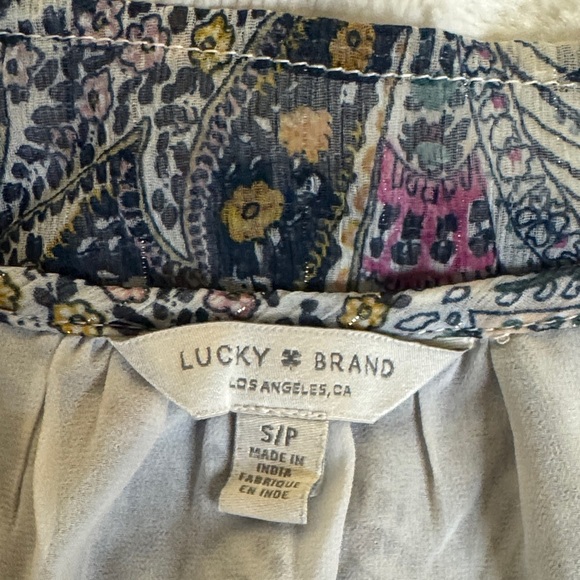 LUCKY BRAND
LOS ANGELES, CA
S/P
MADE IN
INDIA
FABRIQUE
EN INDE